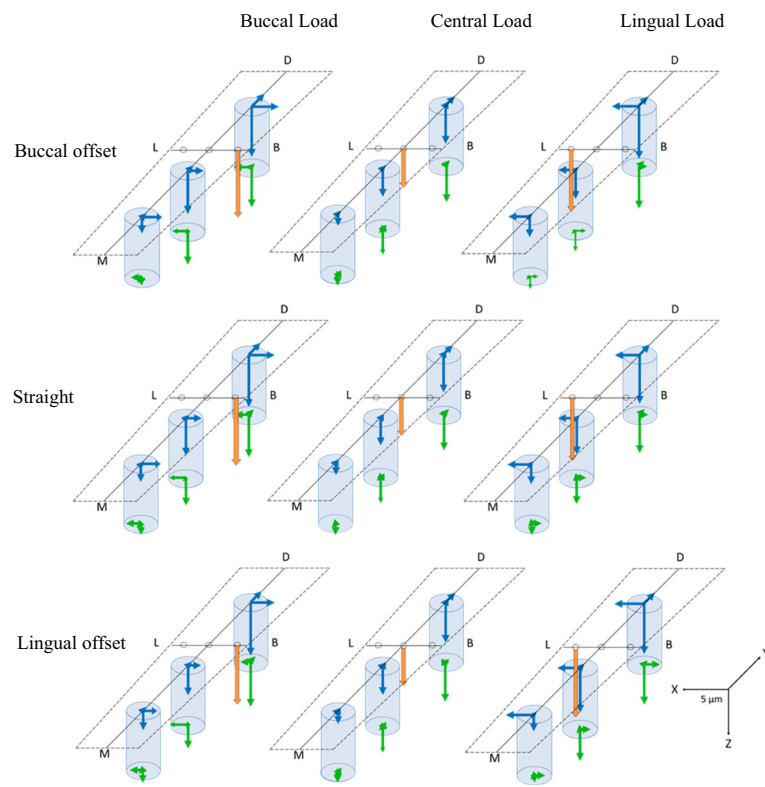 Buccal Load Central Load Lingual Load
D D D
Buccal offset L B L B L B
M M M
D D D
Straight L B L B L B
M M M
D D D
Lingual offset L B L B L B
Y
X 5 μm
M M M Z